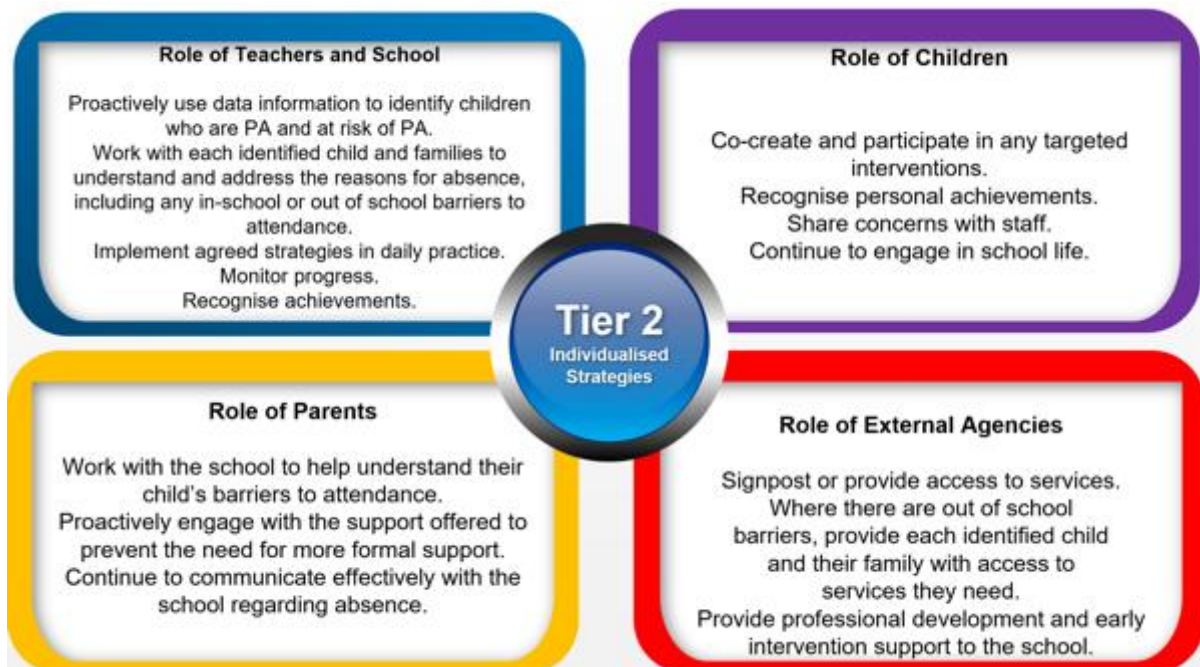 Role of Teachers and School
Proactively use data information to identify children
who are PA and at risk of PA.
Work with each identified child and families to
understand and address the reasons for absence,
including any in-school or out of school barriers to
attendance.
Implement agreed strategies in daily practice.
Monitor progress.
Recognise achievements.
Role of Children
Co-create and participate in any targeted
interventions.
Recognise personal achievements.
Share concerns with staff.
Continue to engage in school life.
Tier 2
Individualised
Strategies
Role of Parents
Work with the school to help understand their
child's barriers to attendance.
Proactively engage with the support offered to
prevent the need for more formal support.
Continue to communicate effectively with the
school regarding absence.
Role of External Agencies
Signpost or provide access to services.
Where there are out of school
barriers, provide each identified child
and their family with access to
services they need.
Provide professional development and early
intervention support to the school.